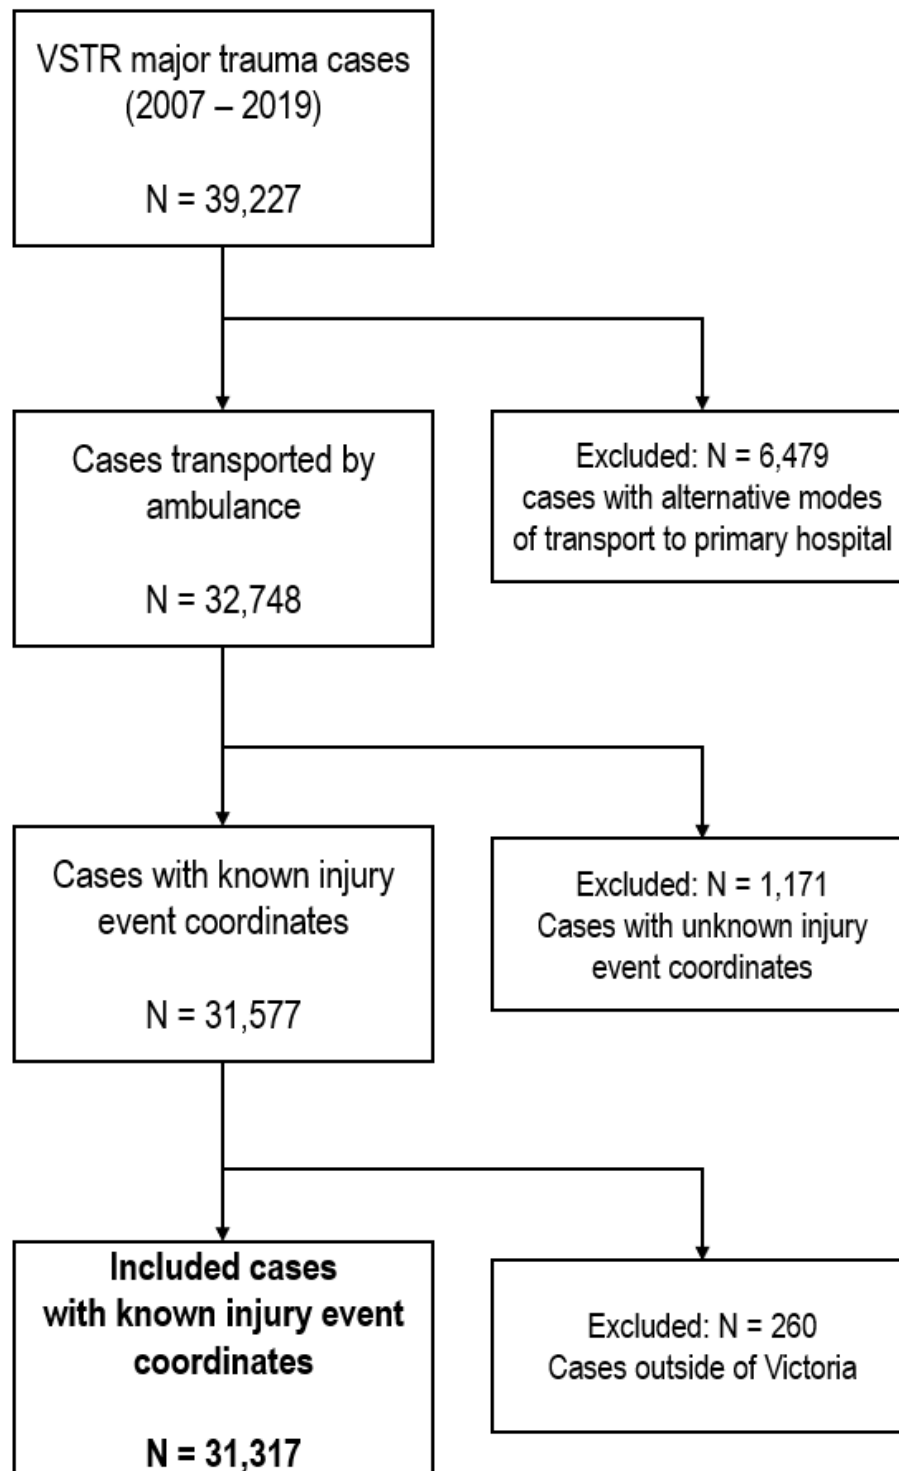 VSTR major trauma cases
(2007 – 2019)
N = 39,227
Cases transported by
ambulance
N = 32,748
Excluded: N = 6,479
cases with alternative modes
of transport to primary hospital
Cases with known injury
event coordinates
N = 31,577
Excluded: N = 1,171
Cases with unknown injury
event coordinates
Included cases
with known injury event
coordinates
N = 31,317
Excluded: N = 260
Cases outside of Victoria